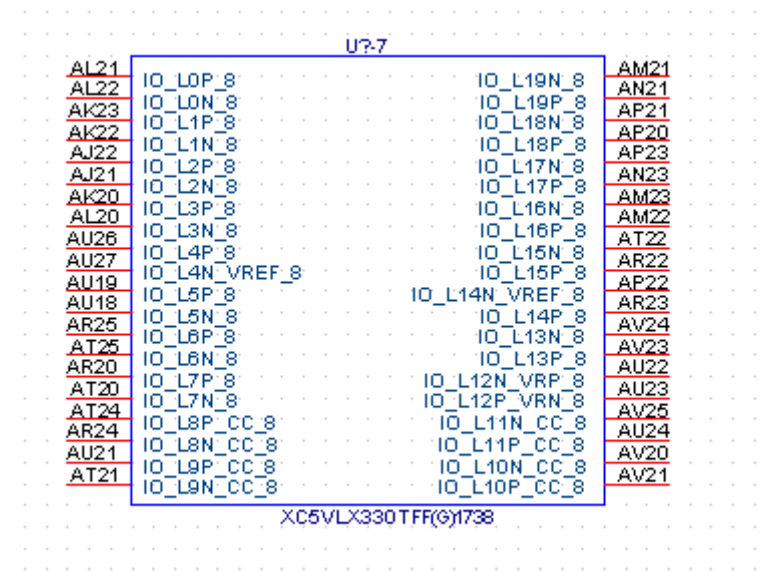 U?-7
AL21 IO_L0P_8 IO_L19N_8 AM21
AL22 IO_L0N_8 IO_L19P_8 AN21
AK23 IO_L1P_8 IO_L18N_8 AP21
AK22 IO_L1N_8 IO_L18P_8 AP20
AJ22 IO_L2P_8 IO_L17N_8 AP23
AJ21 IO_L2N_8 IO_L17P_8 AN23
AK20 IO_L3P_8 IO_L16N_8 AM23
AL20 IO_L3N_8 IO_L16P_8 AM22
AU26 IO_L4P_8 IO_L15N_8 AT22
AU27 IO_L4N_VREF_8 IO_L15P_8 AR22
AU19 IO_L5P_8 IO_L14N_VREF_8 AP22
AU18 IO_L5N_8 IO_L14P_8 AR23
AR25 IO_L6P_8 IO_L13N_8 AV24
AT25 IO_L6N_8 IO_L13P_8 AV23
AR20 IO_L7P_8 IO_L12N_VRP_8 AU22
AT20 IO_L7N_8 IO_L12P_VRN_8 AU23
AT24 IO_L8P_CC_8 IO_L11N_CC_8 AV25
AR24 IO_L8N_CC_8 IO_L11P_CC_8 AU24
AU21 IO_L9P_CC_8 IO_L10N_CC_8 AV20
AT21 IO_L9N_CC_8 IO_L10P_CC_8 AV21
XC5VLX330TFF(G)1738